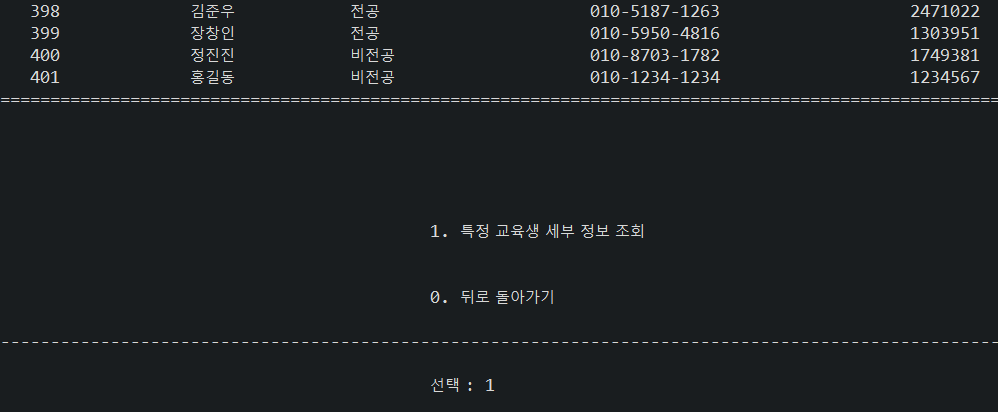 398 김준우 전공 010-5187-1263 2471022
399 장창인 전공 010-5950-4816 1303951
400 정진진 비전공 010-8703-1782 1749381
401 홍길동 비전공 010-1234-1234 1234567
====================================================================================================
1. 특정 교육생 세부 정보 조회
0. 뒤로 돌아가기
----------------------------------------------------------------------------------------------------
선택 : 1